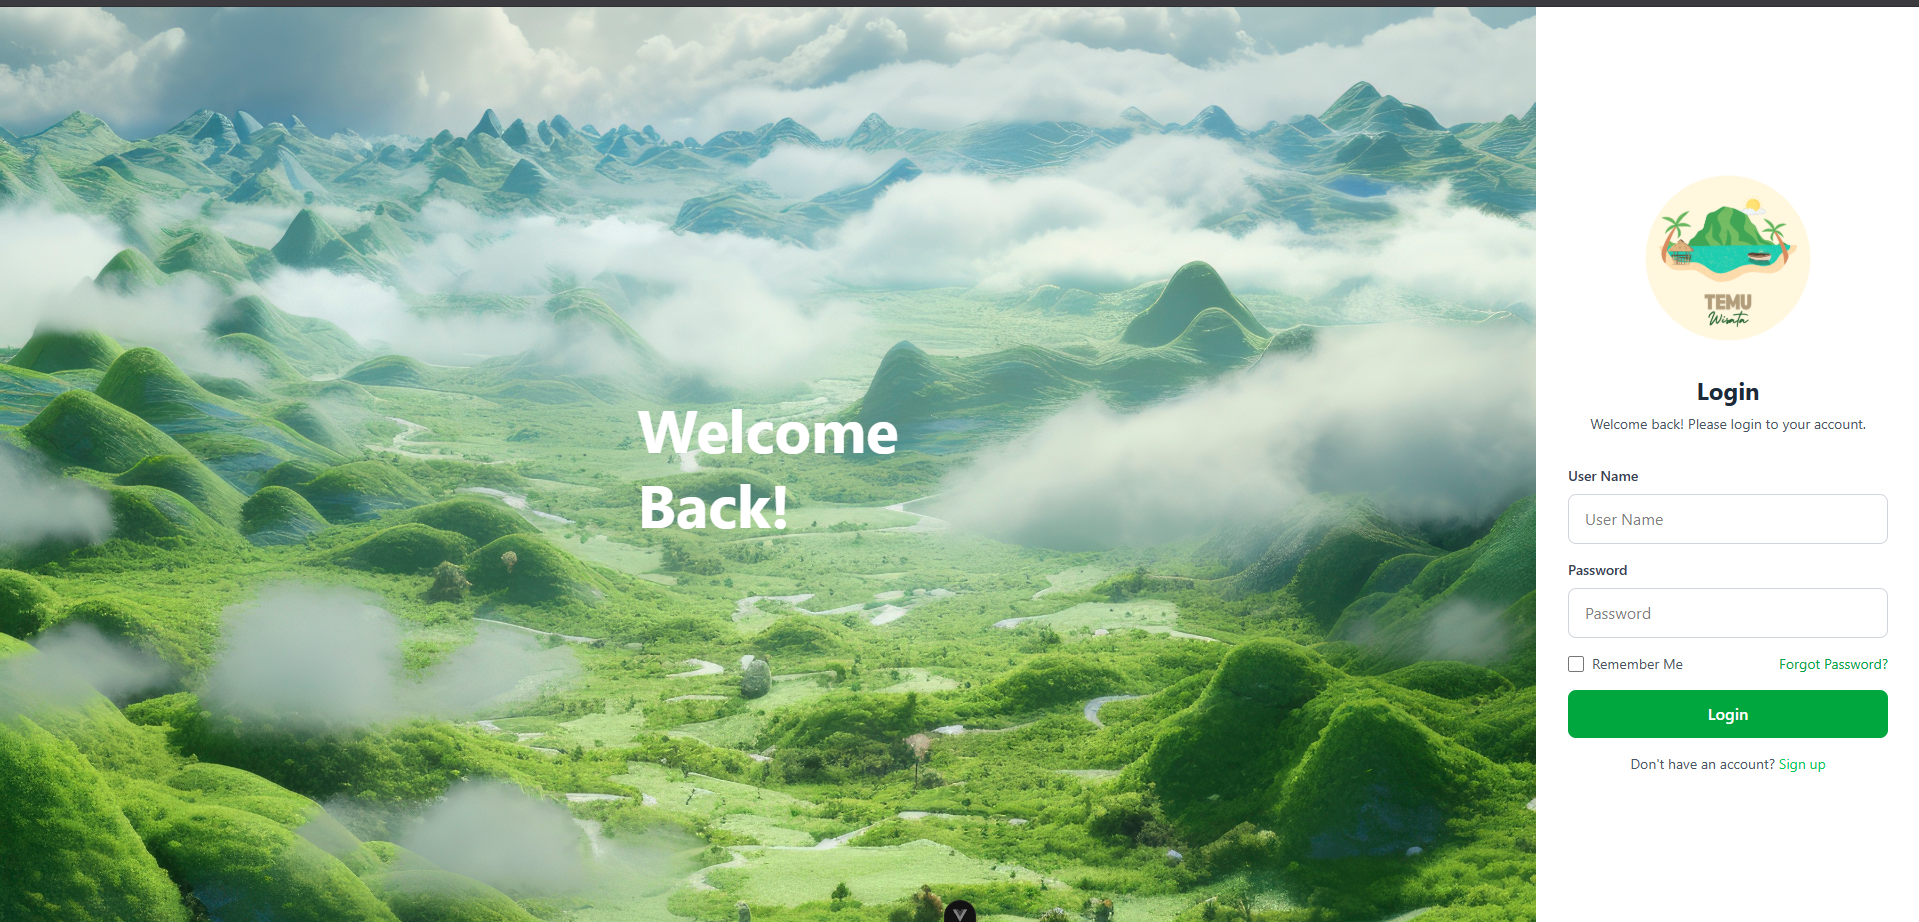 Welcome
Back!
TEMU
Wisata
Login
Welcome back! Please login to your account.
User Name
User Name
Password
Password
Remember Me
Forgot Password?
Login
Don't have an account? Sign up